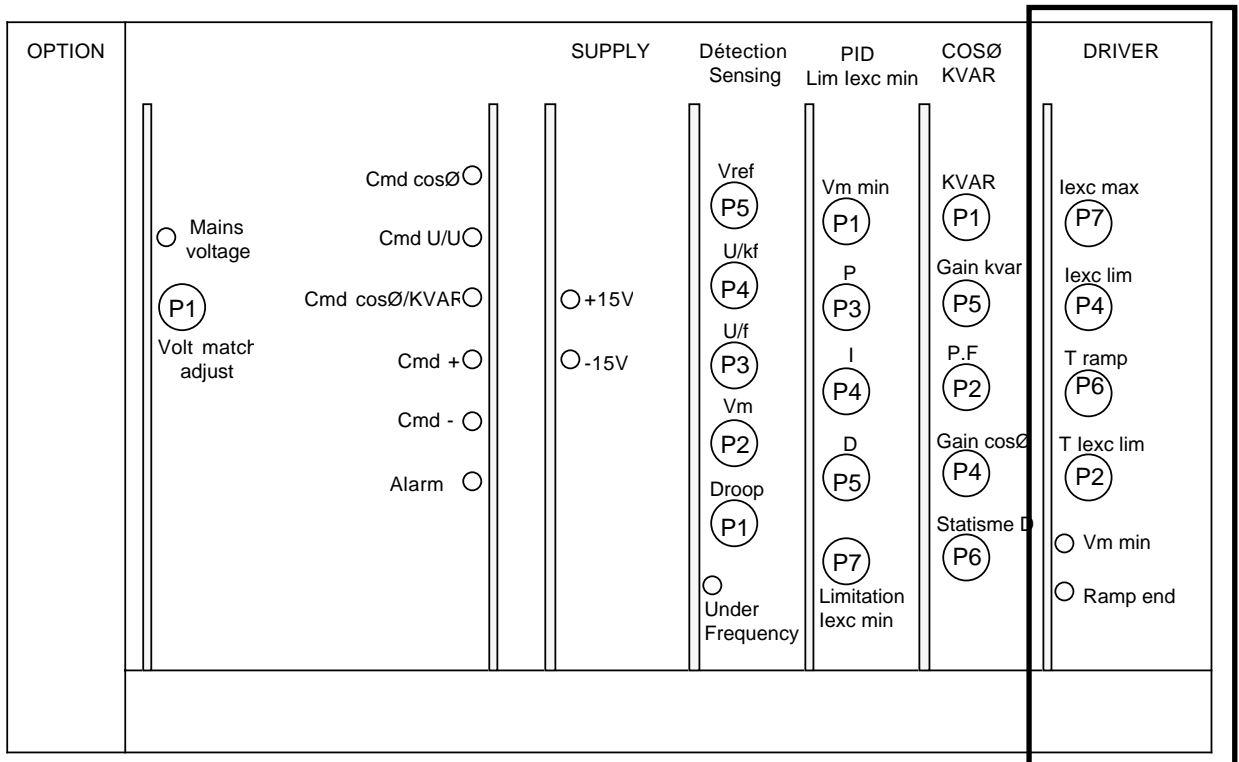 OPTION
Cmd cosØ
Mains
voltage
Cmd U/U
P1
Cmd cosØ/KVAR
Volt match
adjust
Cmd +
Cmd -
Alarm
SUPPLY
+15V
-15V
Détection
Sensing
Vref
P5
U/kf
P4
U/f
P3
Vm
P2
Droop
P1
Under
Frequency
PID
Lim Iexc min
Vm min
P1
P
P3
I
P4
D
P5
P7
Limitation
Iexc min
COSØ
KVAR
KVAR
P1
Gain kvar
P5
P.F
P2
Gain cosØ
P4
Statisme D
P6
DRIVER
Iexc max
P7
Iexc lim
P4
T ramp
P6
T Iexc lim
P2
Vm min
Ramp end